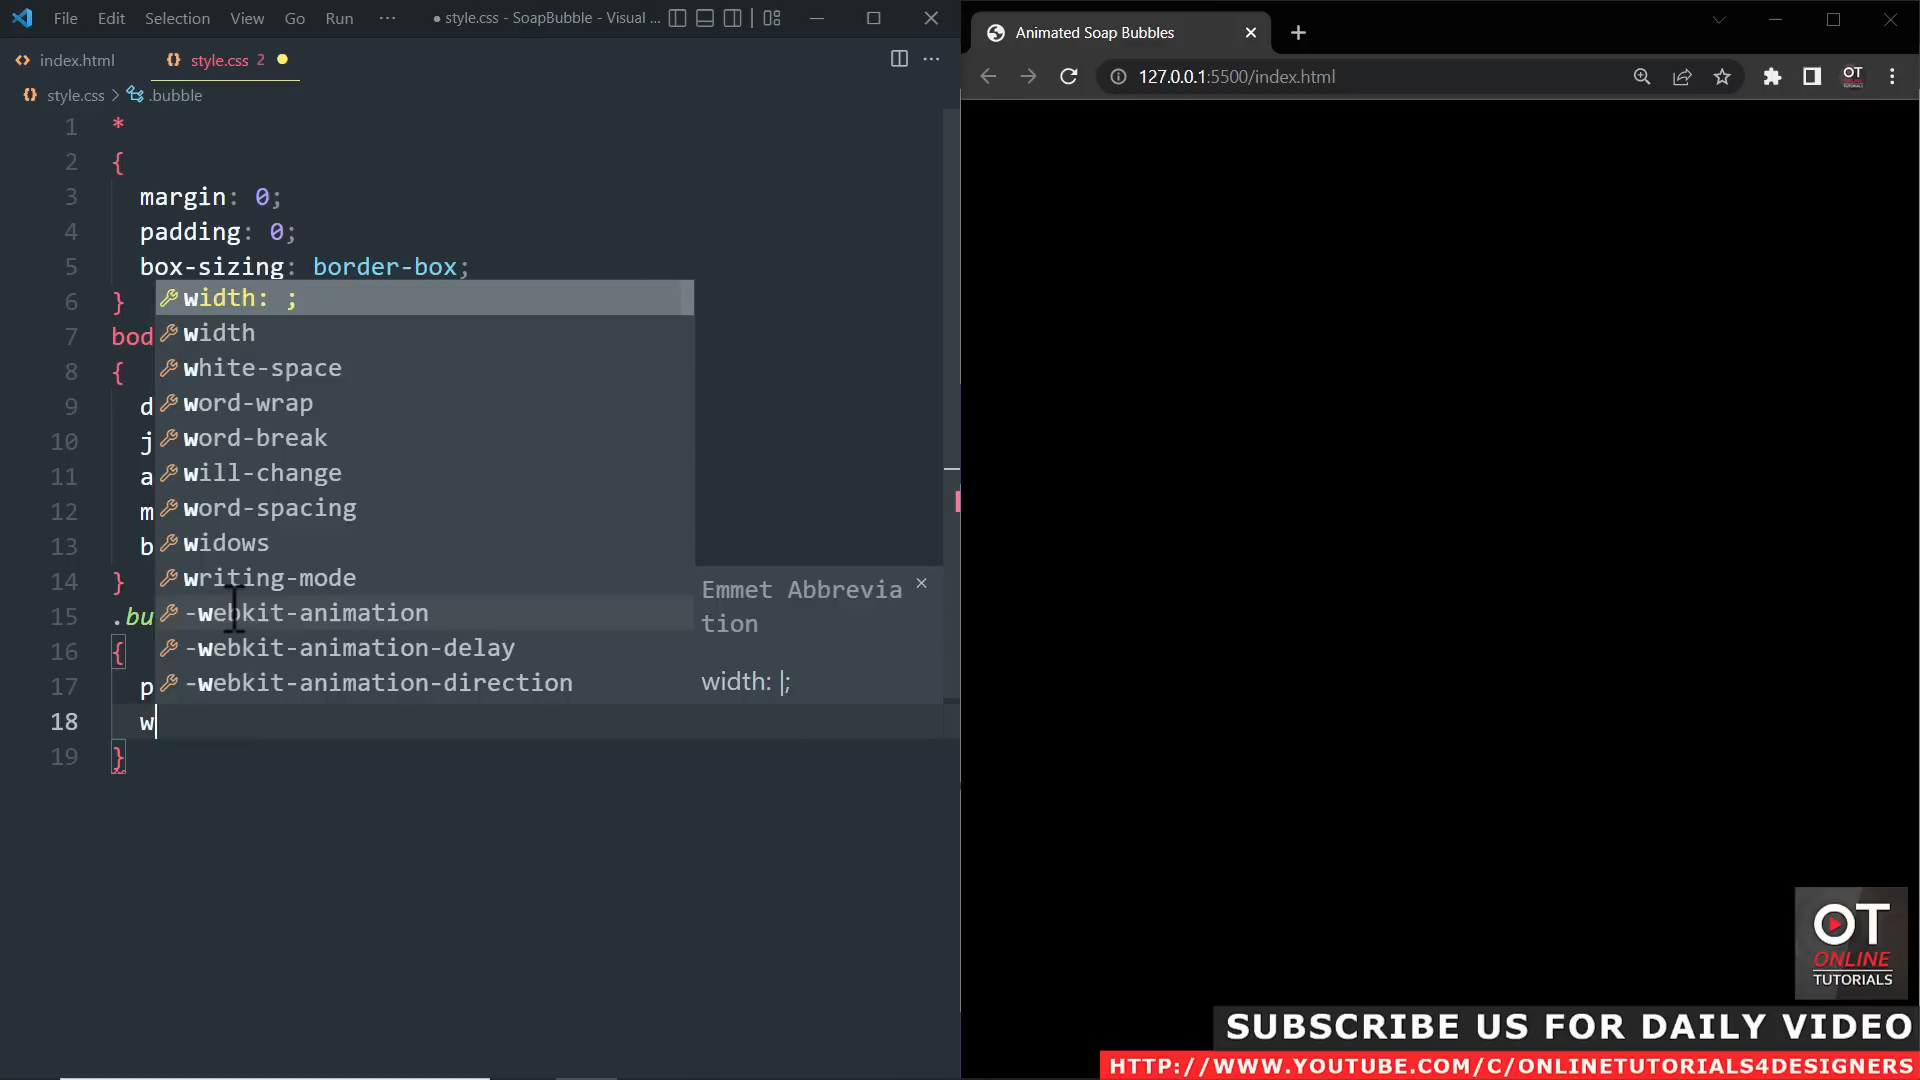 File Edit Selection View Go Run ··· ● style.css - SoapBubble - Visual ...
index.html style.css 2
style.css > .bubble
1 *
2 {
3 margin: 0;
4 padding: 0;
5 box-sizing: border-box;
6 }
7 bod
8 {
9 d
10 j
11 a
12 m
13 b
14 }
15 .bu
16 {
17 p
18 w
19 }
width: ;
width
white-space
word-wrap
word-break
will-change
word-spacing
widows
writing-mode
-webkit-animation
-webkit-animation-delay
-webkit-animation-direction
Emmet Abbrevia
tion
width: |;
Animated Soap Bubbles
127.0.0.1:5500/index.html
OT
ONLINE
TUTORIALS
SUBSCRIBE US FOR DAILY VIDEO
HTTP://WWW.YOUTUBE.COM/C/ONLINETUTORIALS4DESIGNERS